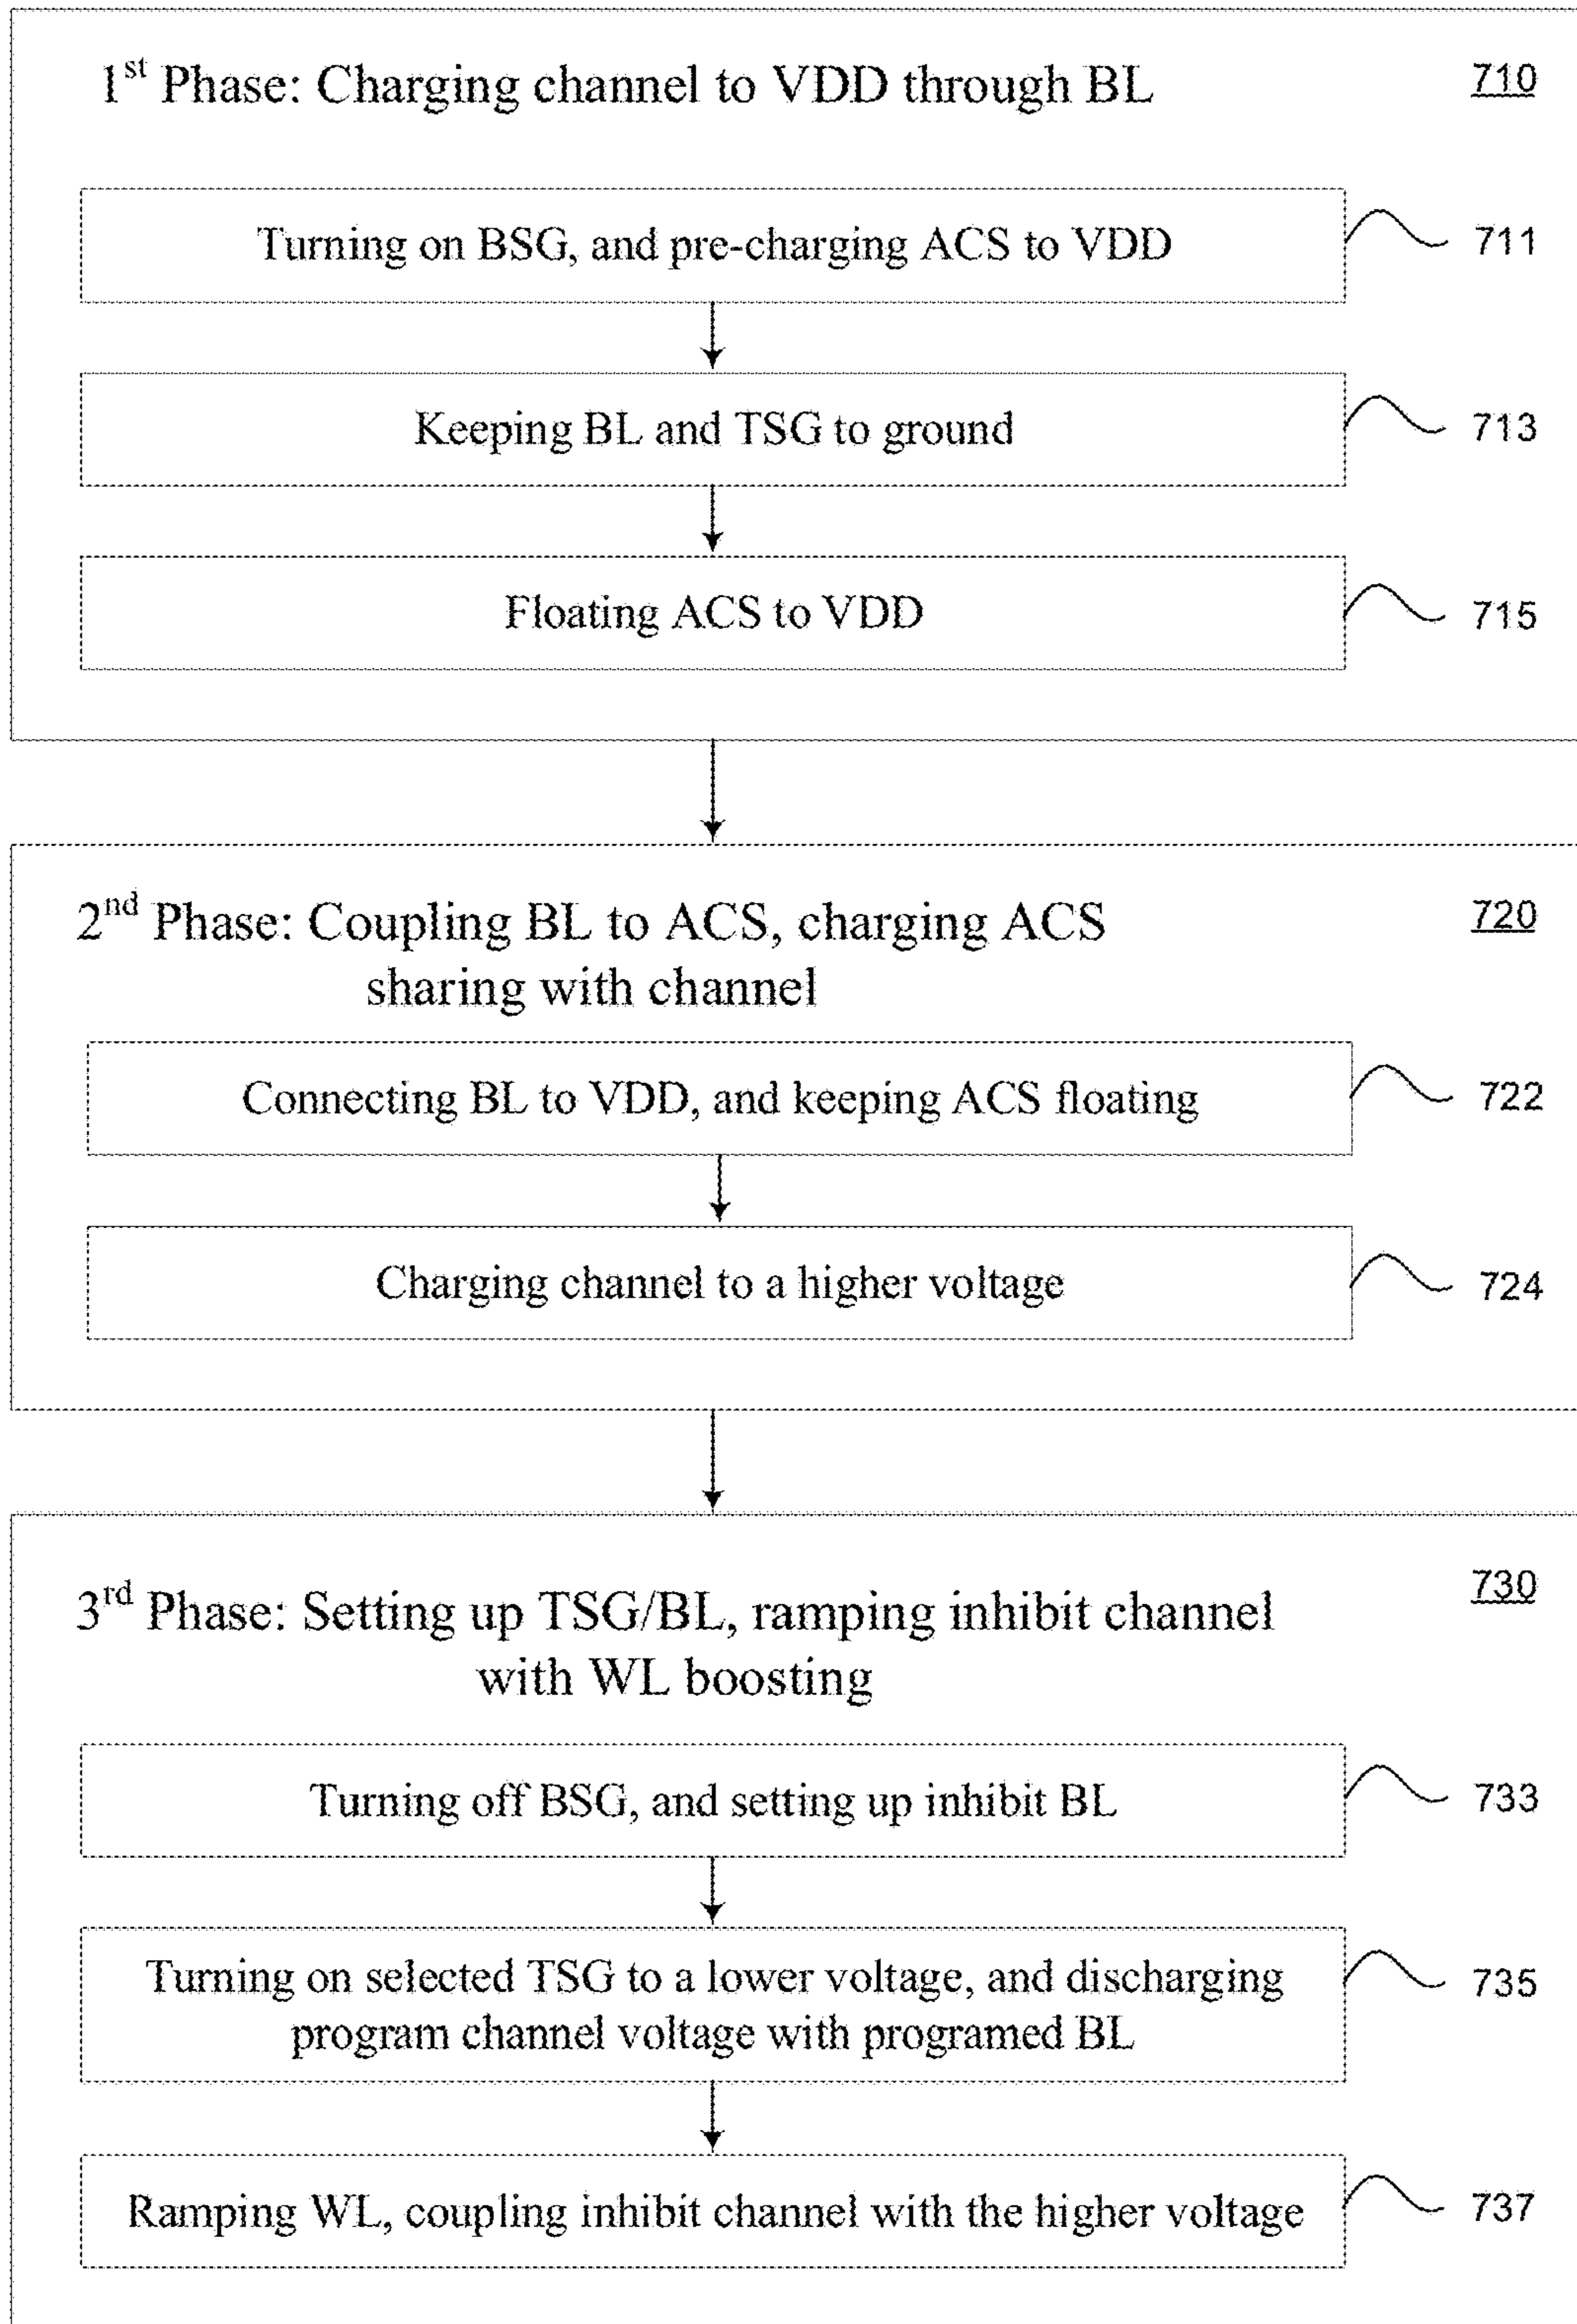 1st Phase: Charging channel to VDD through BL
710
Turning on BSG, and pre-charging ACS to VDD
711
Keeping BL and TSG to ground
713
Floating ACS to VDD
715
2nd Phase: Coupling BL to ACS, charging ACS
sharing with channel
720
Connecting BL to VDD, and keeping ACS floating
722
Charging channel to a higher voltage
724
3rd Phase: Setting up TSG/BL, ramping inhibit channel
with WL boosting
730
Turning off BSG, and setting up inhibit BL
733
Turning on selected TSG to a lower voltage, and discharging
program channel voltage with programed BL
735
Ramping WL, coupling inhibit channel with the higher voltage
737